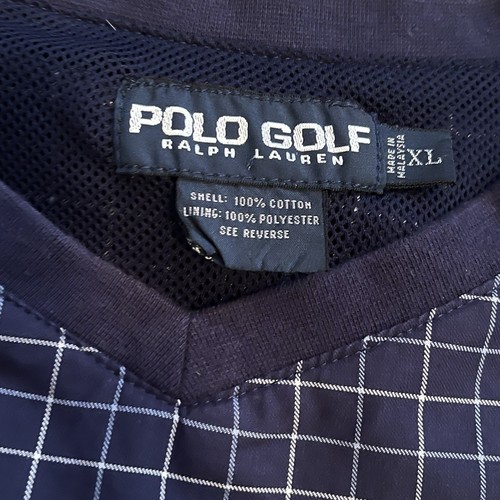 POLO GOLF
RALPH LAUREN
MADE IN
MALAYSIA
XL
SHELL: 100% COTTON
LINING: 100% POLYESTER
SEE REVERSE